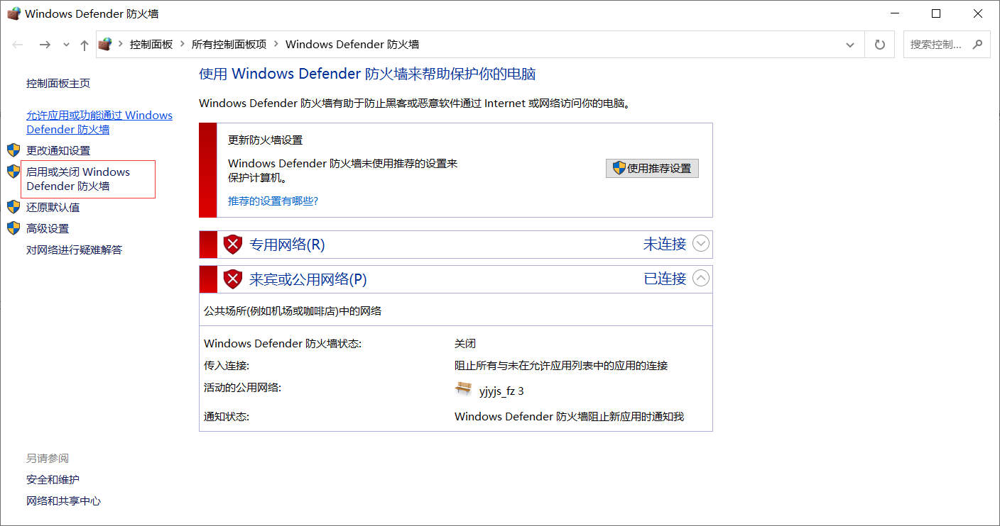 Windows Defender 防火墙
控制面板
所有控制面板项
Windows Defender 防火墙
搜索控制...
控制面板主页
允许应用或功能通过 Windows
Defender 防火墙
更改通知设置
启用或关闭 Windows
Defender 防火墙
还原默认值
高级设置
对网络进行疑难解答
使用 Windows Defender 防火墙来帮助保护你的电脑
Windows Defender 防火墙有助于防止黑客或恶意软件通过 Internet 或网络访问你的电脑。
更新防火墙设置
Windows Defender 防火墙未使用推荐的设置来
保护计算机。
使用推荐设置
推荐的设置有哪些?
专用网络(R)
未连接
来宾或公用网络(P)
已连接
公共场所(例如机场或咖啡店)中的网络
Windows Defender 防火墙状态:
关闭
传入连接:
阻止所有与未在允许应用列表中的应用的连接
活动的公用网络:
yjyjs_fz 3
通知状态:
Windows Defender 防火墙阻止新应用时通知我
另请参阅
安全和维护
网络和共享中心